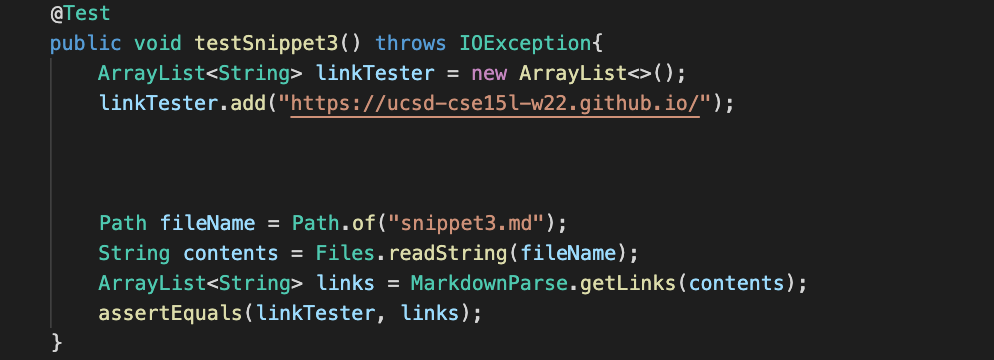 @Test
public void testSnippet3() throws IOException{
ArrayList<String> linkTester = new ArrayList<>();
linkTester.add("https://ucsd-cse15l-w22.github.io/");
Path fileName = Path.of("snippet3.md");
String contents = Files.readString(fileName);
ArrayList<String> links = MarkdownParse.getLinks(contents);
assertEquals(linkTester, links);
}